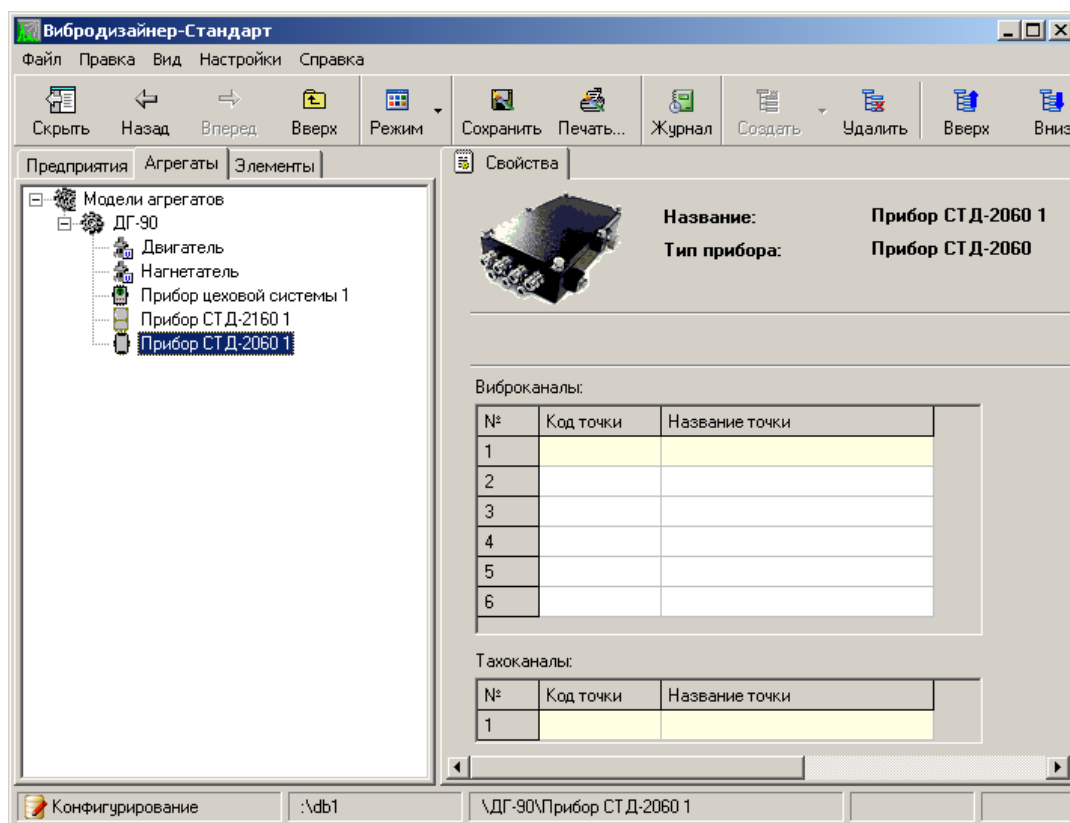 Вибродизайнер-Стандарт
Файл Правка Вид Настройки Справка
Скрыть Назад Вперед Вверх Режим Сохранить Печать... Журнал Создать Удалить Вверх Вниз
Предприятия Агрегаты Элементы
Свойства
Модели агрегатов
ДГ-90
Двигатель
Нагнетатель
Прибор цеховой системы 1
Прибор СТД-2160 1
Прибор СТД-2060 1
Название: Прибор СТД-2060 1
Тип прибора: Прибор СТД-2060
Виброканалы:
№ Код точки Название точки
1
2
3
4
5
6
Тахоканалы:
№ Код точки Название точки
1
Конфигурирование :\db1 \ДГ-90\Прибор СТД-2060 1